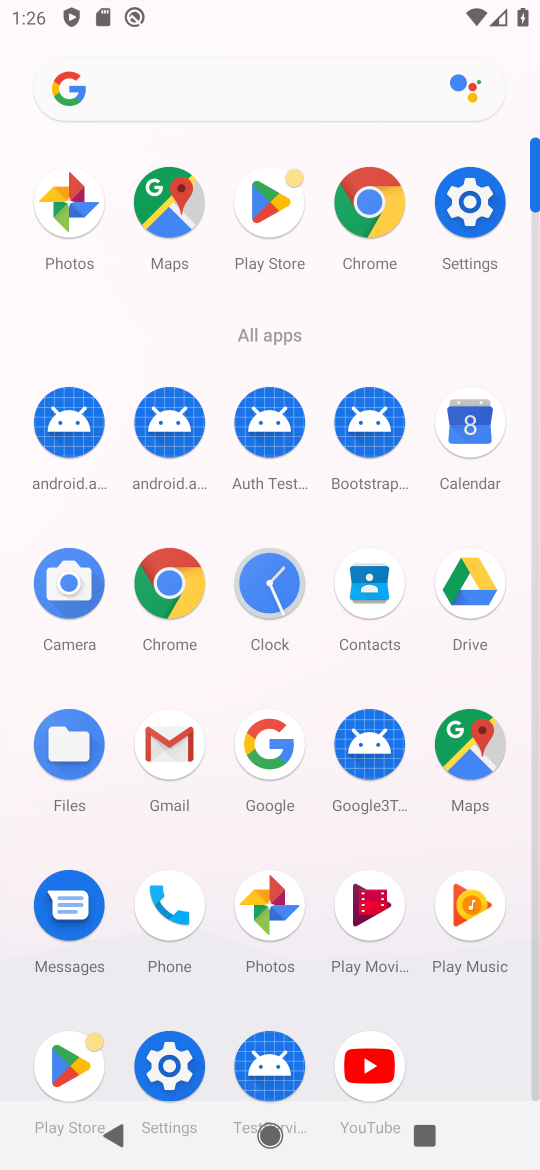 1:26
Photos Maps Play Store Chrome Settings
All apps
android.a... android.a... Auth Test... Bootstrap... Calendar
8
Camera Chrome Clock Contacts Drive
Files Gmail Google Google3T... Maps
Messages Phone Photos Play Movi... Play Music
Play Store Settings TestServi... YouTube